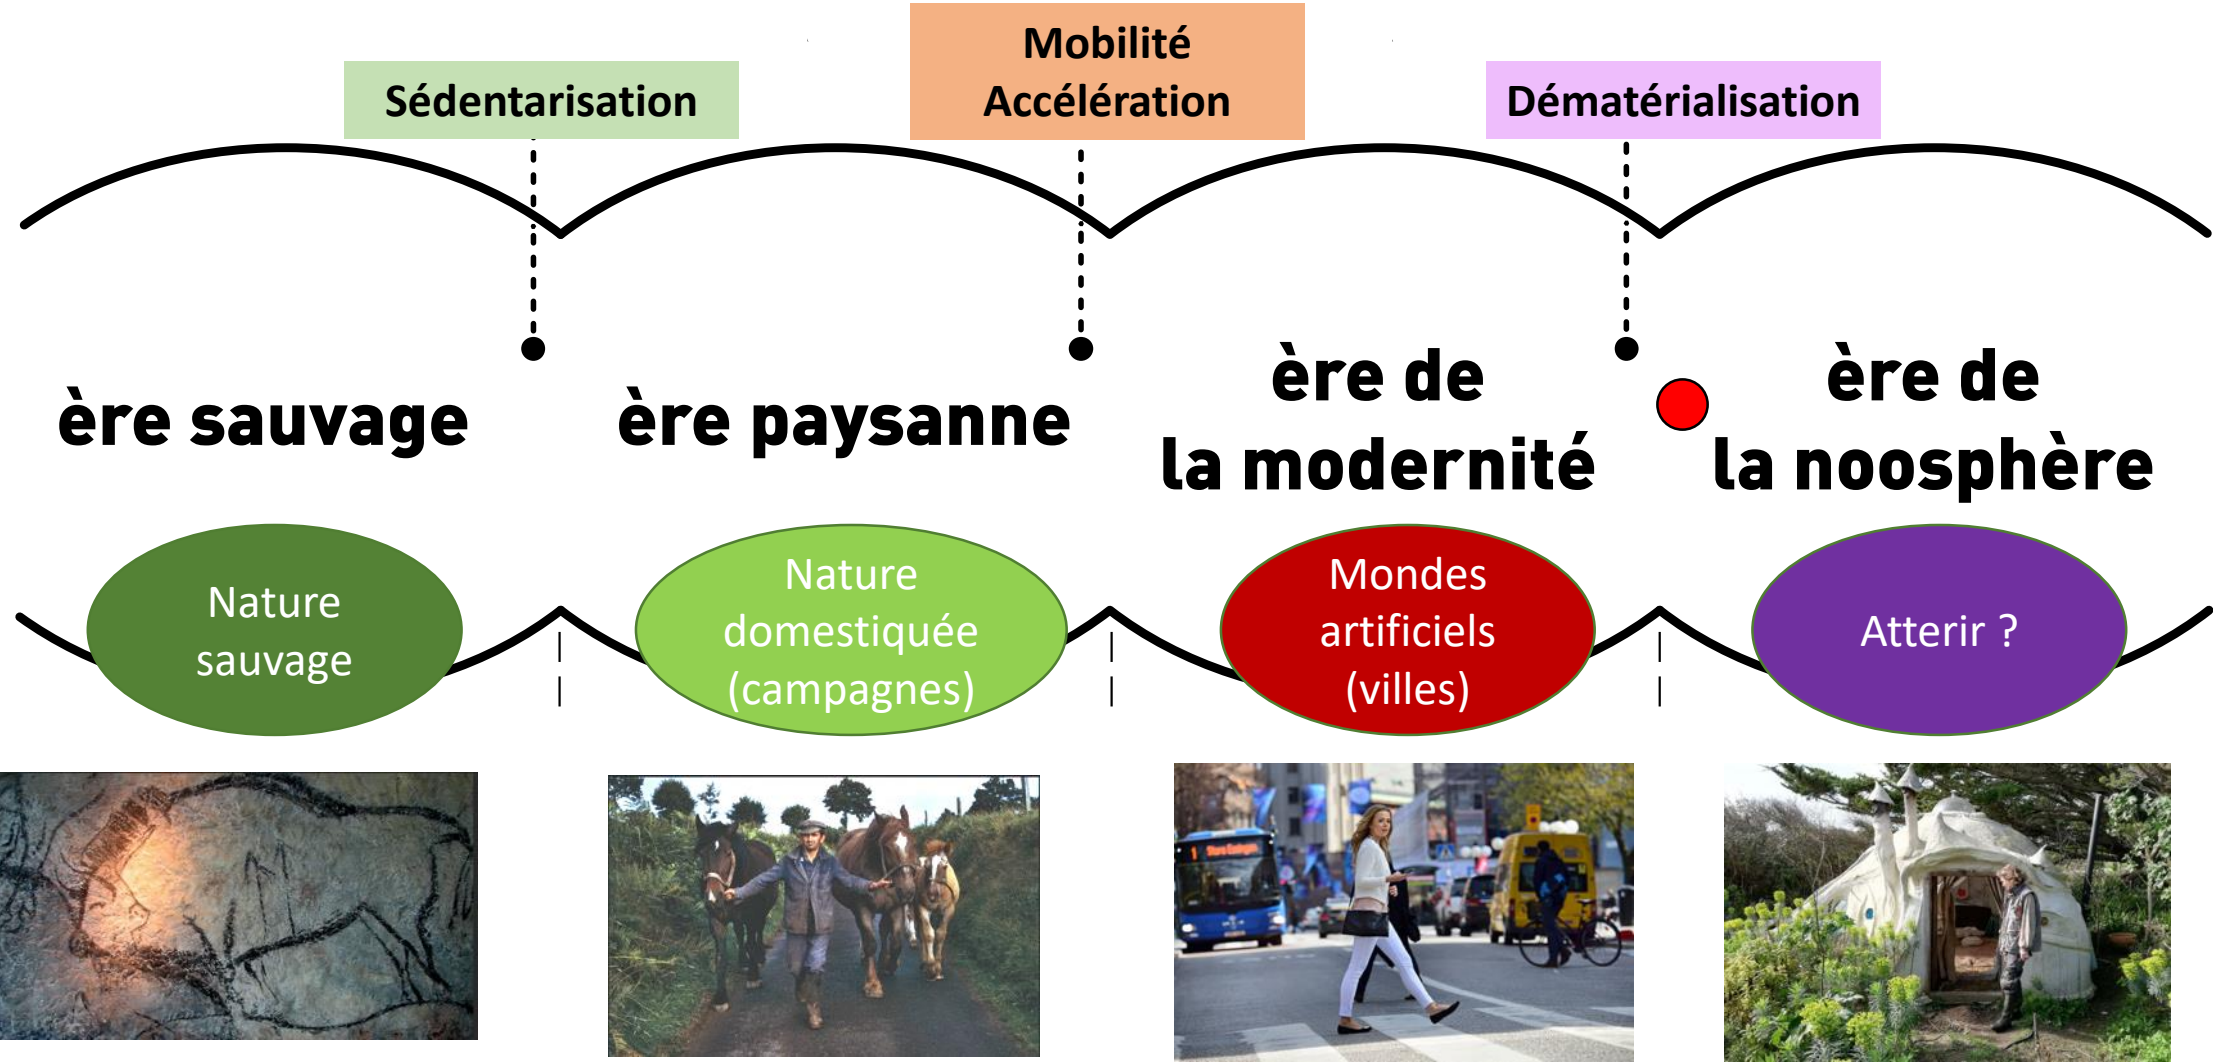 Sédentarisation
Mobilité
Accélération
Dématérialisation
ère sauvage
ère paysanne
ère de
la modernité
ère de
la noosphère
Nature
sauvage
Nature
domestiquée
(campagnes)
Mondes
artificiels
(villes)
Atterir ?
1